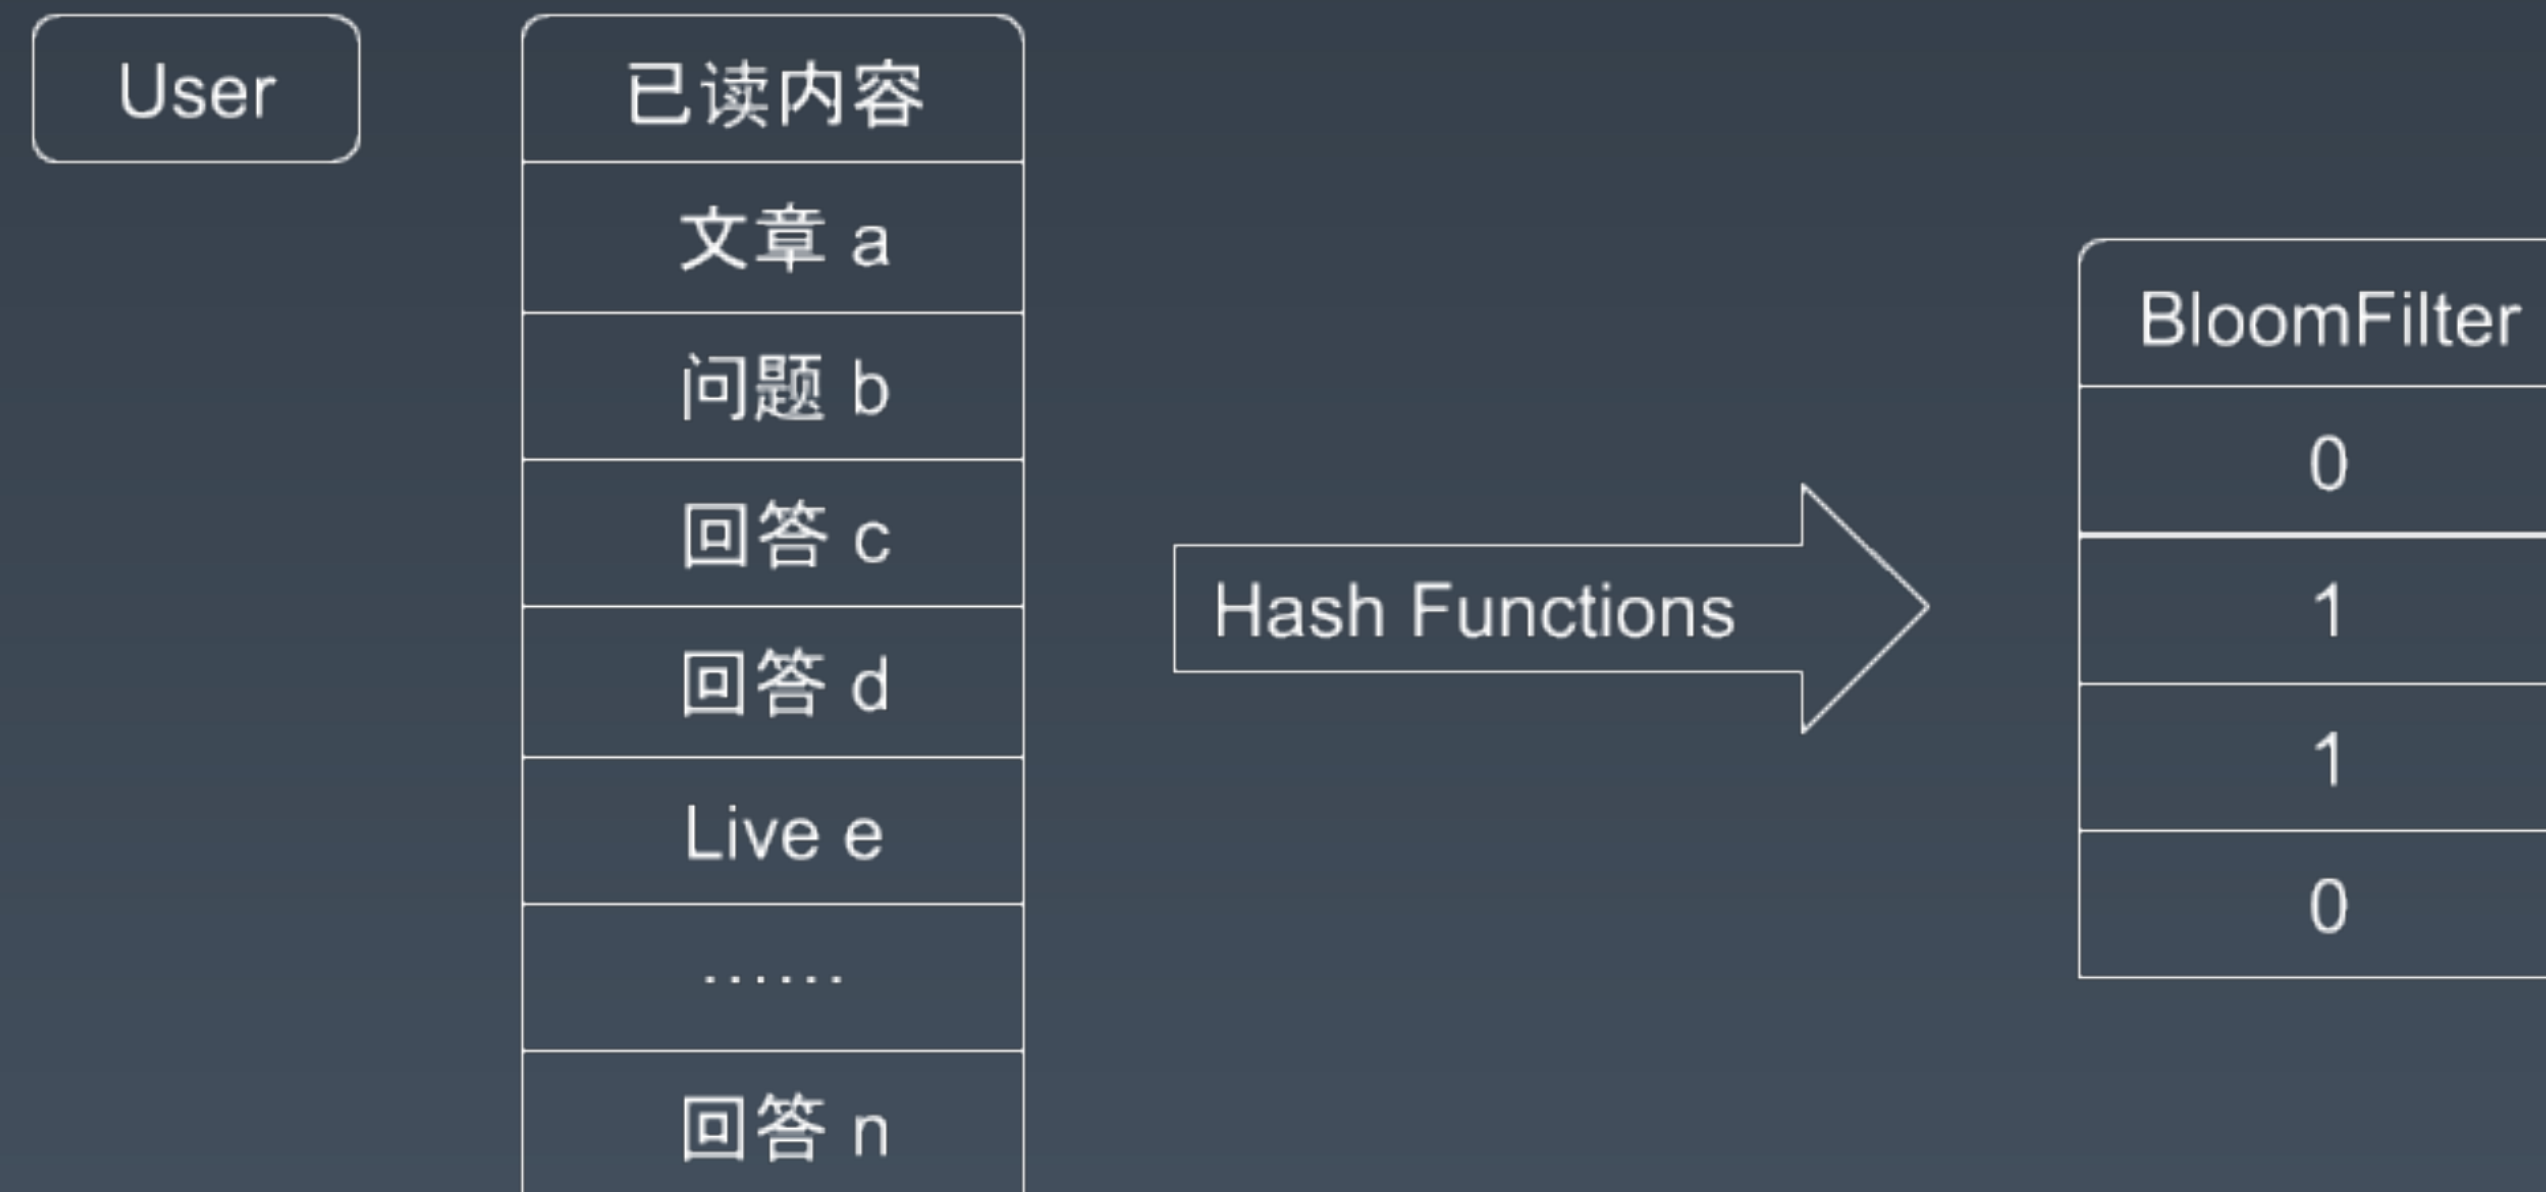 User
已读内容
文章 a
问题 b
回答 c
回答 d
Live e
······
回答 n
Hash Functions
BloomFilter
0
1
1
0